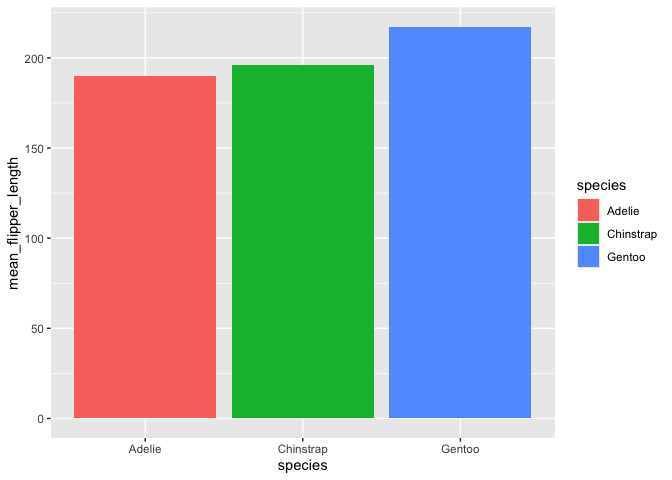 mean_flipper_length
200
150
100
50
0
Adelie
Chinstrap
Gentoo
species
species
Adelie
Chinstrap
Gentoo